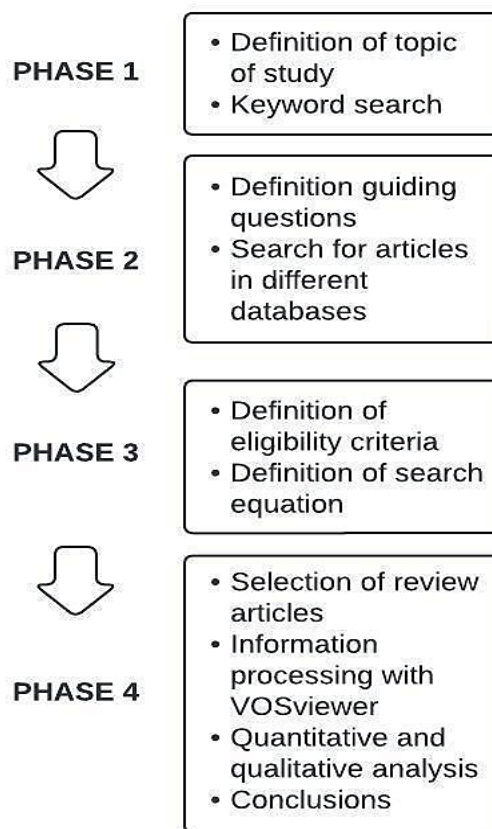 PHASE 1
• Definition of topic
of study
• Keyword search
PHASE 2
• Definition guiding
questions
• Search for articles
in different
databases
PHASE 3
• Definition of
eligibility criteria
• Definition of search
equation
PHASE 4
• Selection of review
articles
• Information
processing with
VOSviewer
• Quantitative and
qualitative analysis
• Conclusions